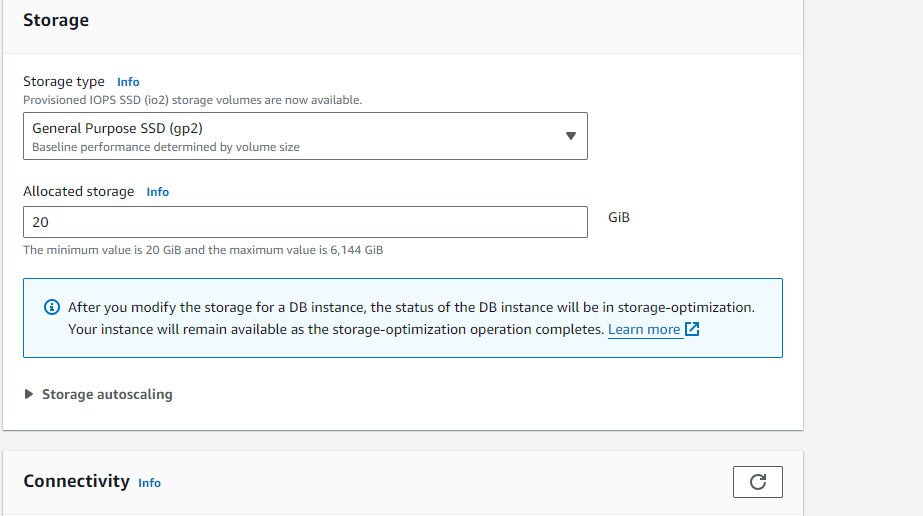 Storage
Storage type Info
Provisioned IOPS SSD (io2) storage volumes are now available.
General Purpose SSD (gp2)
Baseline performance determined by volume size
Allocated storage Info
20
GiB
The minimum value is 20 GiB and the maximum value is 6,144 GiB
After you modify the storage for a DB instance, the status of the DB instance will be in storage-optimization.
Your instance will remain available as the storage-optimization operation completes. Learn more
Storage autoscaling
Connectivity Info